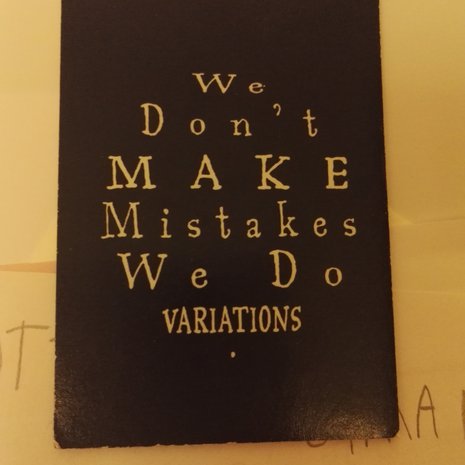 We
Don't
MAKE
Mistakes
We Do
VARIATIONS
.